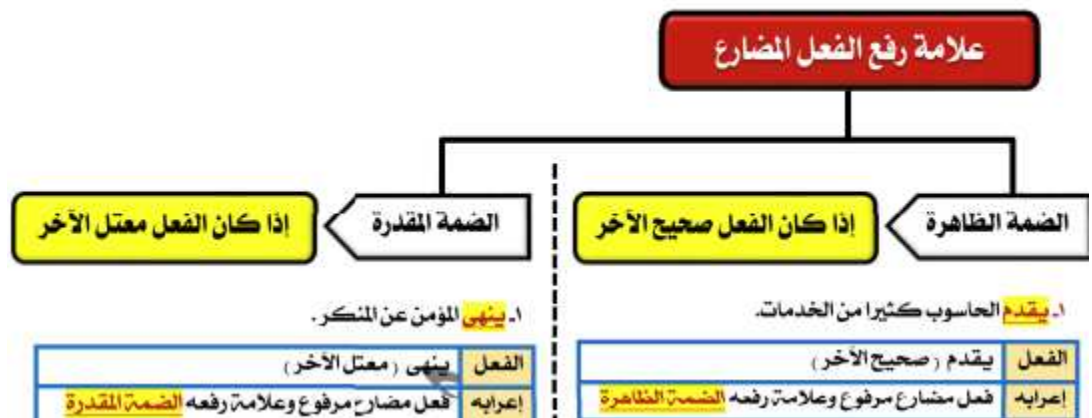 علامة رفع الفعل المضارع
الضمة الظاهرة
إذا كان الفعل صحيح الآخر
الضمة المقدرة
إذا كان الفعل معتل الآخر
١ـ يقدم الحاسوب كثيرا من الخدمات.
الفعل يقدم (صحيح الآخر)
إعرابه فعل مضارع مرفوع وعلامة رفعه الضمة الظاهرة
١ـ ينهى المؤمن عن المنكر.
الفعل ينهى (معتل الآخر)
إعرابه فعل مضارع مرفوع وعلامة رفعه الضمة المقدرة